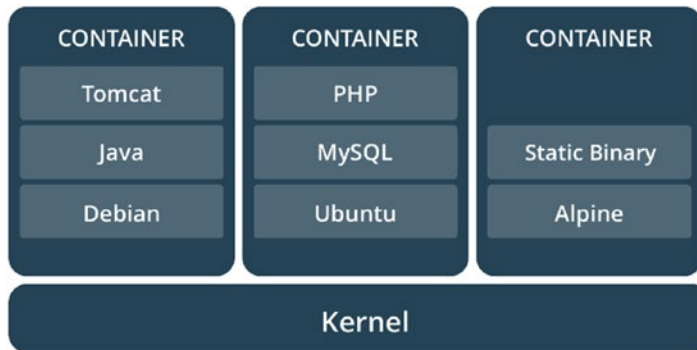 CONTAINER
Tomcat
Java
Debian
CONTAINER
PHP
MySQL
Ubuntu
CONTAINER
Static Binary
Alpine
Kernel